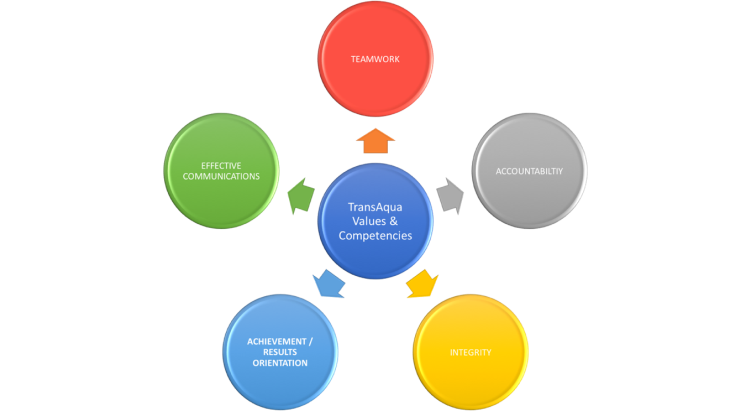 TEAMWORK
EFFECTIVE
COMMUNICATIONS
ACCOUNTABILTIY
TransAqua
Values &
Competencies
ACHIEVEMENT /
RESULTS
ORIENTATION
INTEGRITY